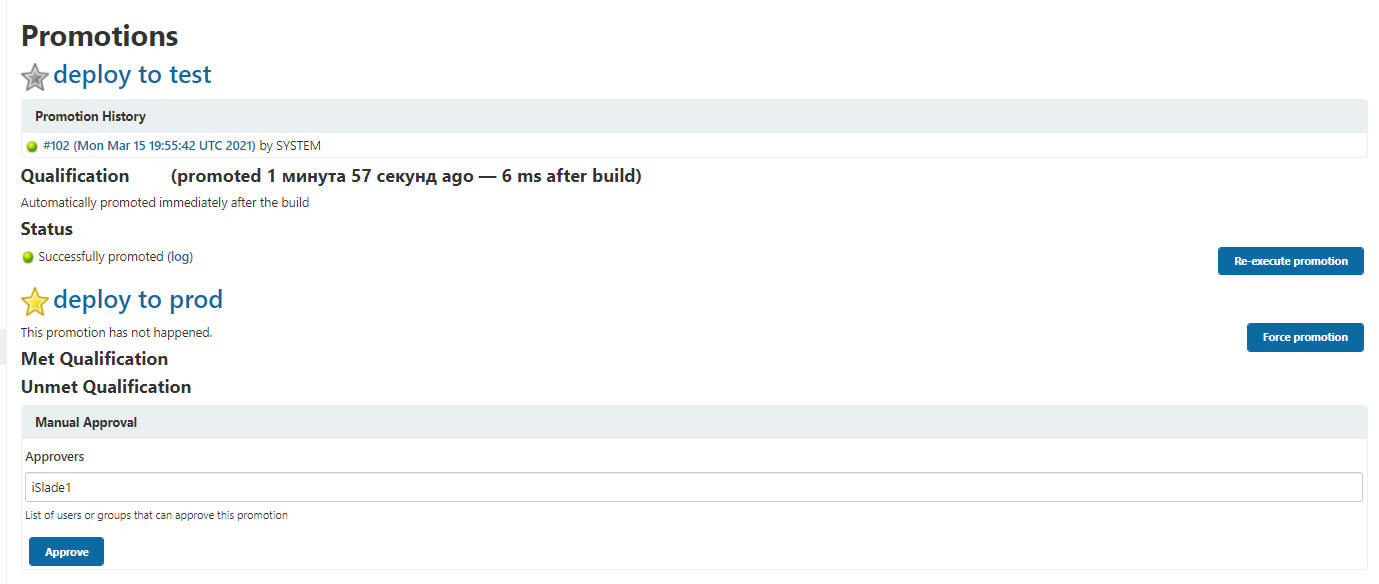 Promotions
deploy to test
Promotion History
#102 (Mon Mar 15 19:55:42 UTC 2021) by SYSTEM
Qualification (promoted 1 минута 57 секунд ago — 6 ms after build)
Automatically promoted immediately after the build
Status
Successfully promoted (log)
Re-execute promotion
deploy to prod
This promotion has not happened.
Force promotion
Met Qualification
Unmet Qualification
Manual Approval
Approvers
iSlade1
List of users or groups that can approve this promotion
Approve